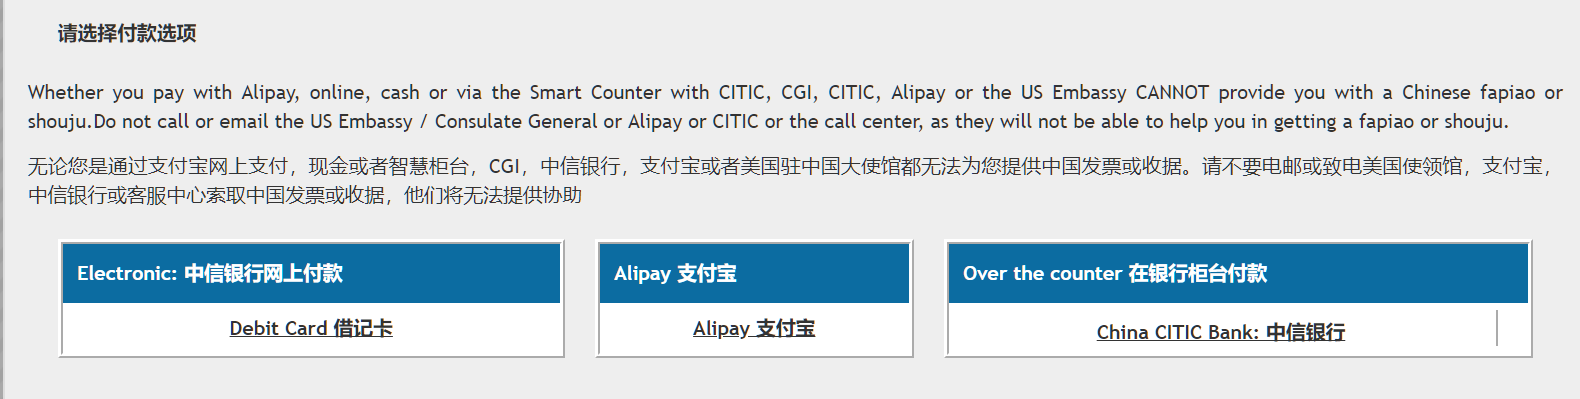 请选择付款选项
Whether you pay with Alipay, online, cash or via the Smart Counter with CITIC, CGI, CITIC, Alipay or the US Embassy CANNOT provide you with a Chinese fapiao or
shouju.Do not call or email the US Embassy / Consulate General or Alipay or CITIC or the call center, as they will not be able to help you in getting a fapiao or shouju.
无论您是通过支付宝网上支付，现金或者智慧柜台，CGI，中信银行，支付宝或者美国驻中国大使馆都无法为您提供中国发票或收据。请不要电邮或致电美国使领馆，支付宝，
中信银行或客服中心索取中国发票或收据，他们将无法提供协助
Electronic: 中信银行网上付款
Debit Card 借记卡
Alipay 支付宝
Alipay 支付宝
Over the counter 在银行柜台付款
China CITIC Bank: 中信银行